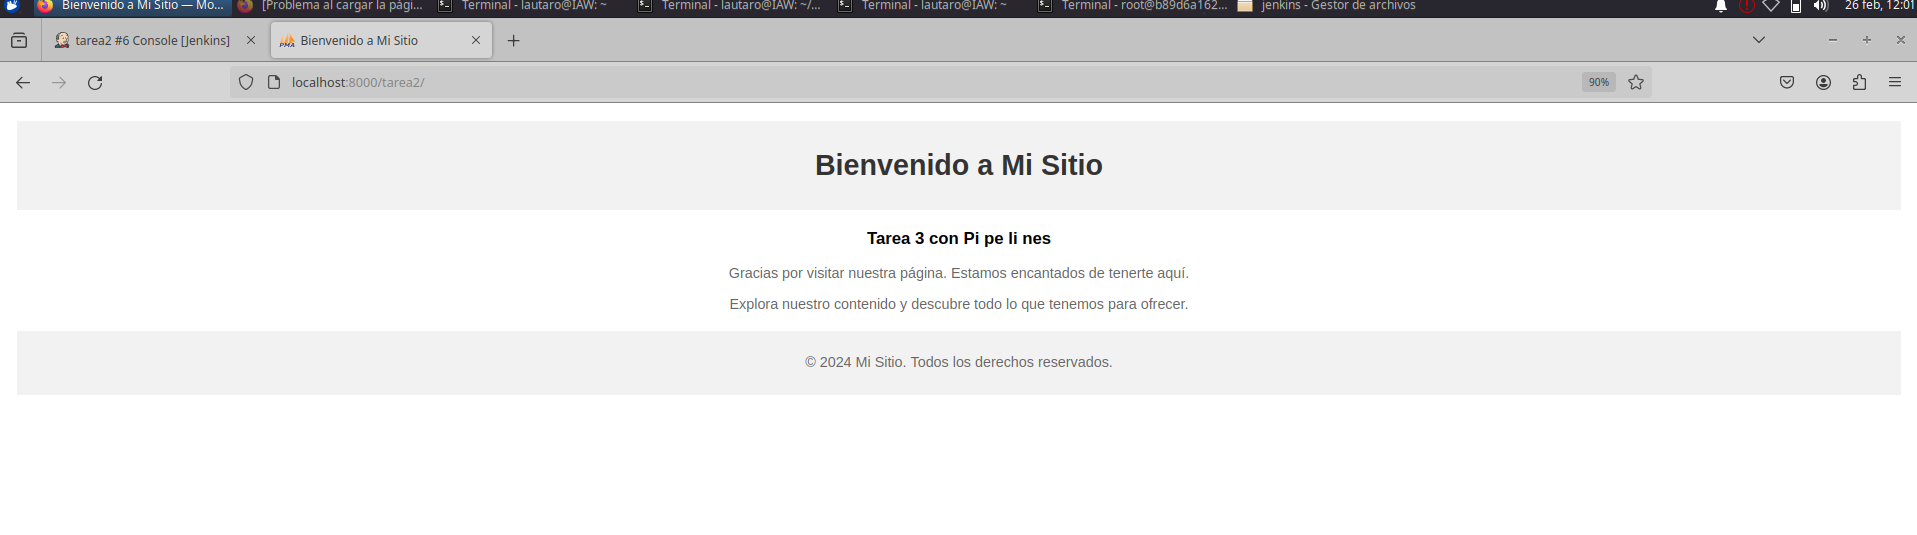 Bienvenido a Mi Sitio — Mo...
[Problema al cargar la pági...
Terminal - lautaro@IAW: ~
Terminal - lautaro@IAW: ~/...
Terminal - lautaro@IAW: ~
Terminal - root@b89d6a162...
jenkins - Gestor de archivos
26 feb, 12:01
tarea2 #6 Console [Jenkins]
PMA
Bienvenido a Mi Sitio
localhost:8000/tarea2/
90%
Bienvenido a Mi Sitio
Tarea 3 con Pi pe li nes
Gracias por visitar nuestra página. Estamos encantados de tenerte aquí.
Explora nuestro contenido y descubre todo lo que tenemos para ofrecer.
© 2024 Mi Sitio. Todos los derechos reservados.